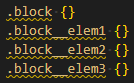 .block {}
.block__elem1 {}
.block__elem2 {}
.block__elem3 {}